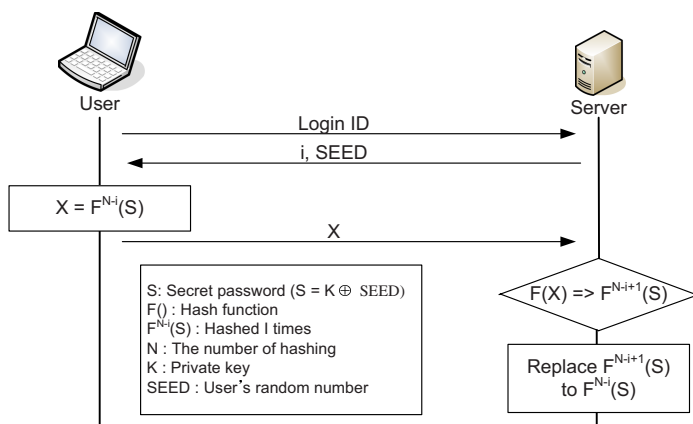 User
Server
Login ID
i, SEED
X = F^{N-i}(S)
X
S: Secret password (S = K ⊕ SEED)
F() : Hash function
F^{N-i}(S) : Hashed I times
N : The number of hashing
K : Private key
SEED : User's random number
F(X) => F^{N-i+1}(S)
Replace F^{N-i+1}(S)
to F^{N-i}(S)